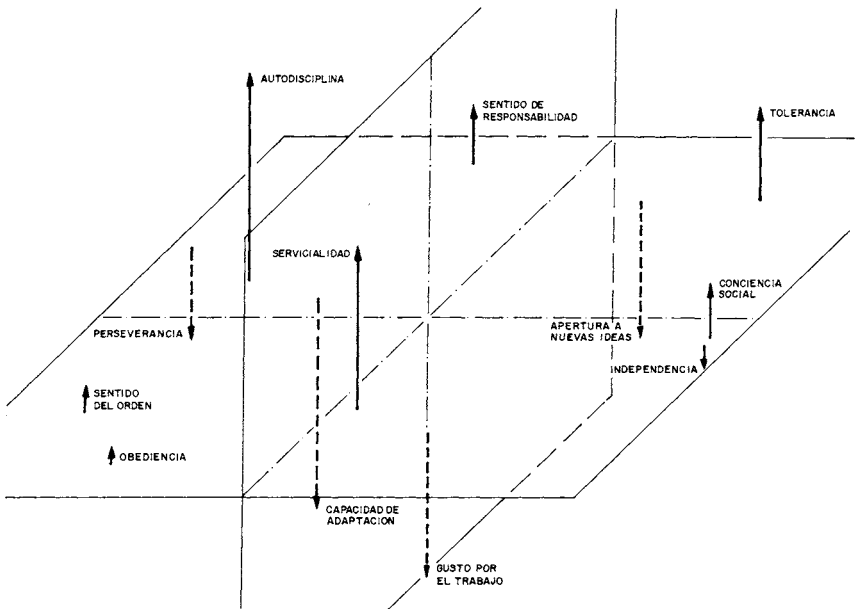 AUTODISCIPLINA
SENTIDO DE
RESPONSABILIDAD
TOLERANCIA
SERVICIALIDAD
CONCIENCIA
SOCIAL
PERSEVERANCIA
APERTURA A
NUEVAS IDEAS
INDEPENDENCIA
SENTIDO
DEL ORDEN
OBEDIENCIA
CAPACIDAD DE
ADAPTACION
GUSTO POR
EL TRABAJO